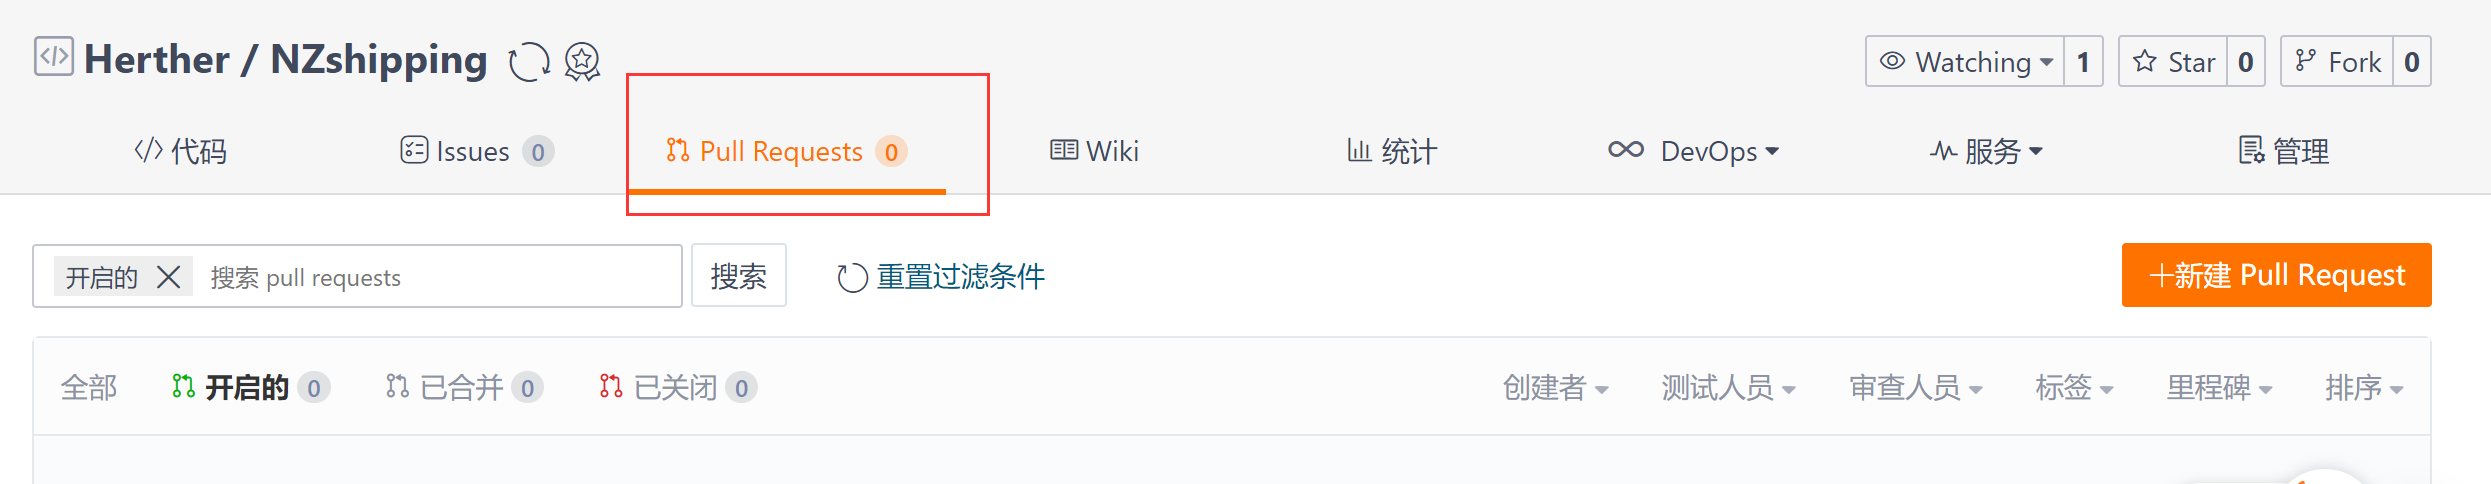 Herther / NZshipping
Watching 1 Star 0 Fork 0
代码 Issues 0 Pull Requests 0 Wiki 统计 DevOps 服务 管理
开启的 搜索 pull requests 搜索 重置过滤条件 +新建 Pull Request
全部 开启的 0 已合并 0 已关闭 0 创建者 测试人员 审查人员 标签 里程碑 排序